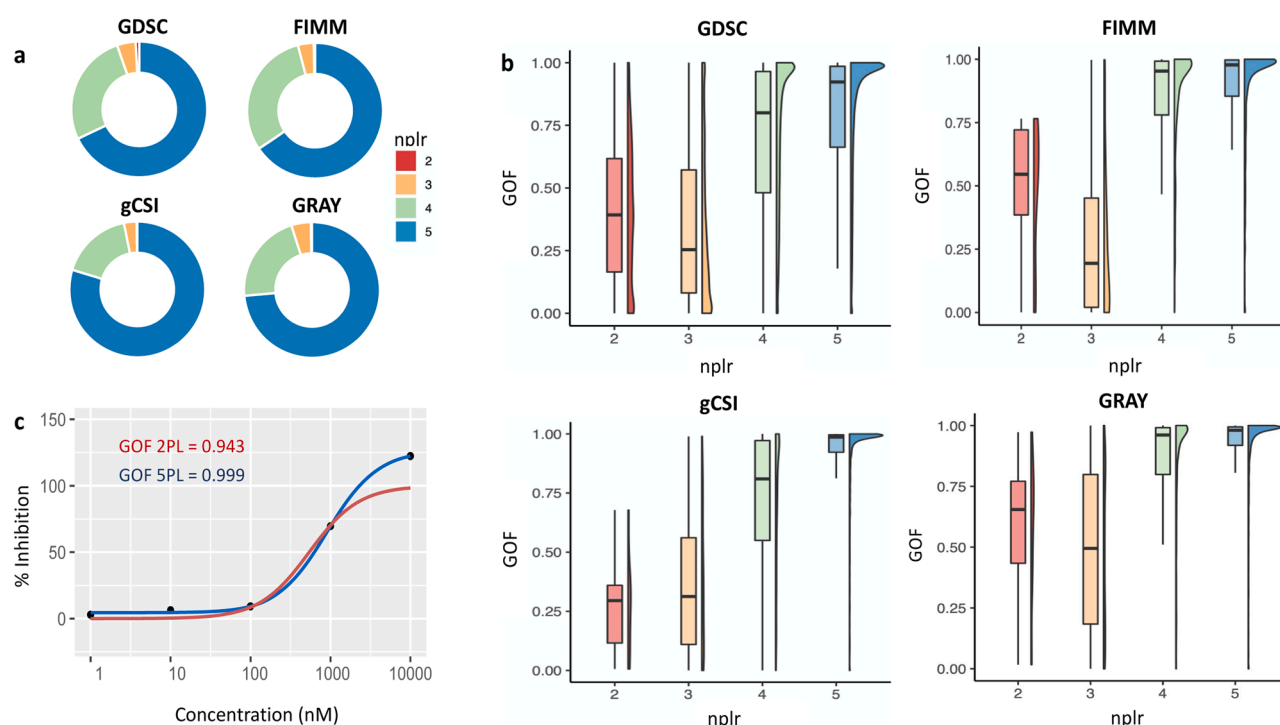 a
GDSC
FIMM
nplr
2
3
4
5
gCSI
GRAY
b
GDSC
GOF
1.00
0.75
0.50
0.25
0.00
2 3 4 5
nplr
FIMM
GOF
1.00
0.75
0.50
0.25
0.00
2 3 4 5
nplr
c
% Inhibition
150
100
50
0
GOF 2PL = 0.943
GOF 5PL = 0.999
1 10 100 1000 10000
Concentration (nM)
gCSI
GOF
1.00
0.75
0.50
0.25
0.00
2 3 4 5
nplr
GRAY
GOF
1.00
0.75
0.50
0.25
0.00
2 3 4 5
nplr